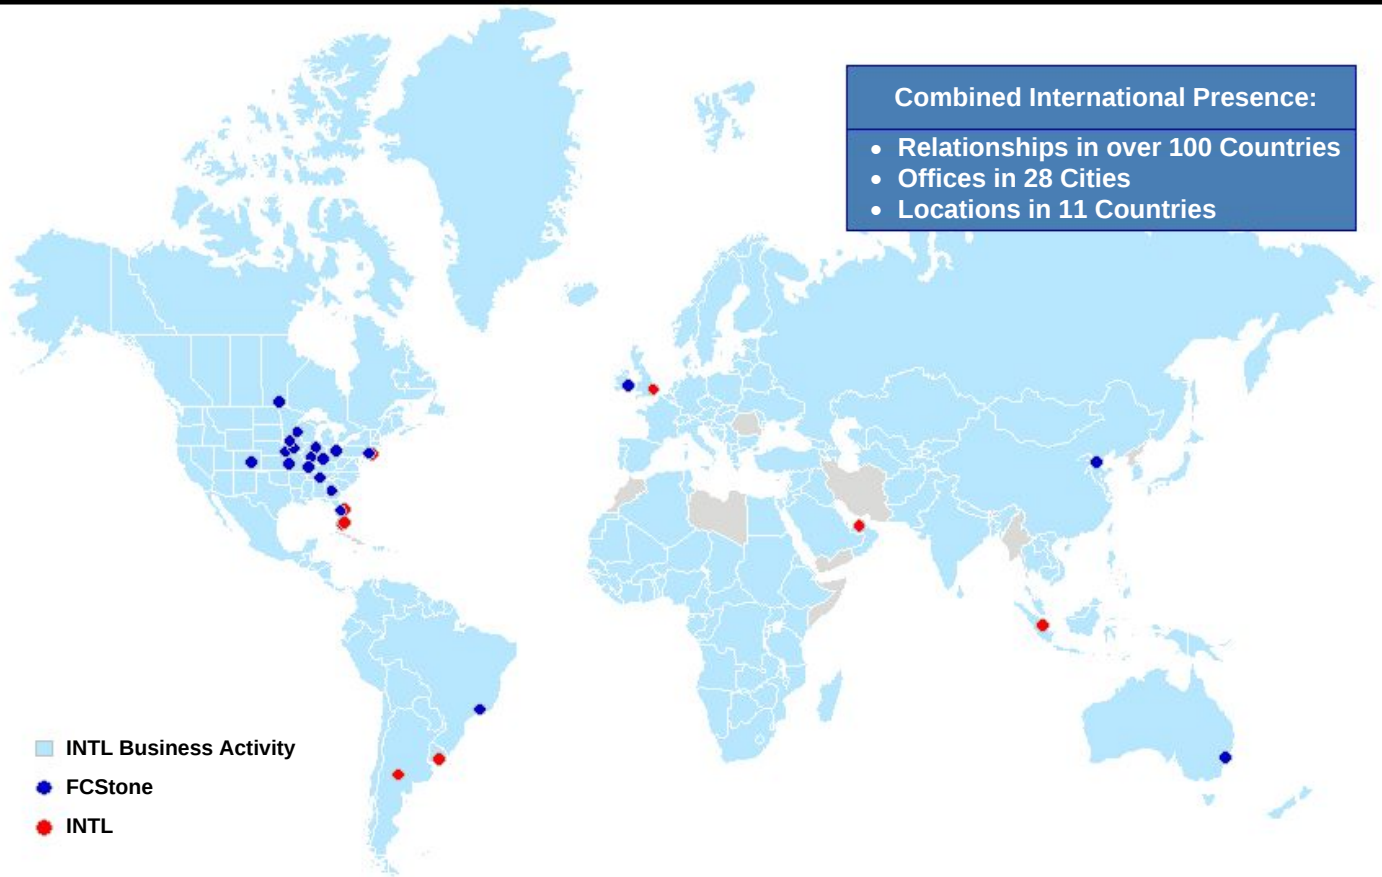 Combined International Presence:
• Relationships in over 100 Countries
• Offices in 28 Cities
• Locations in 11 Countries
INTL Business Activity
FCStone
INTL